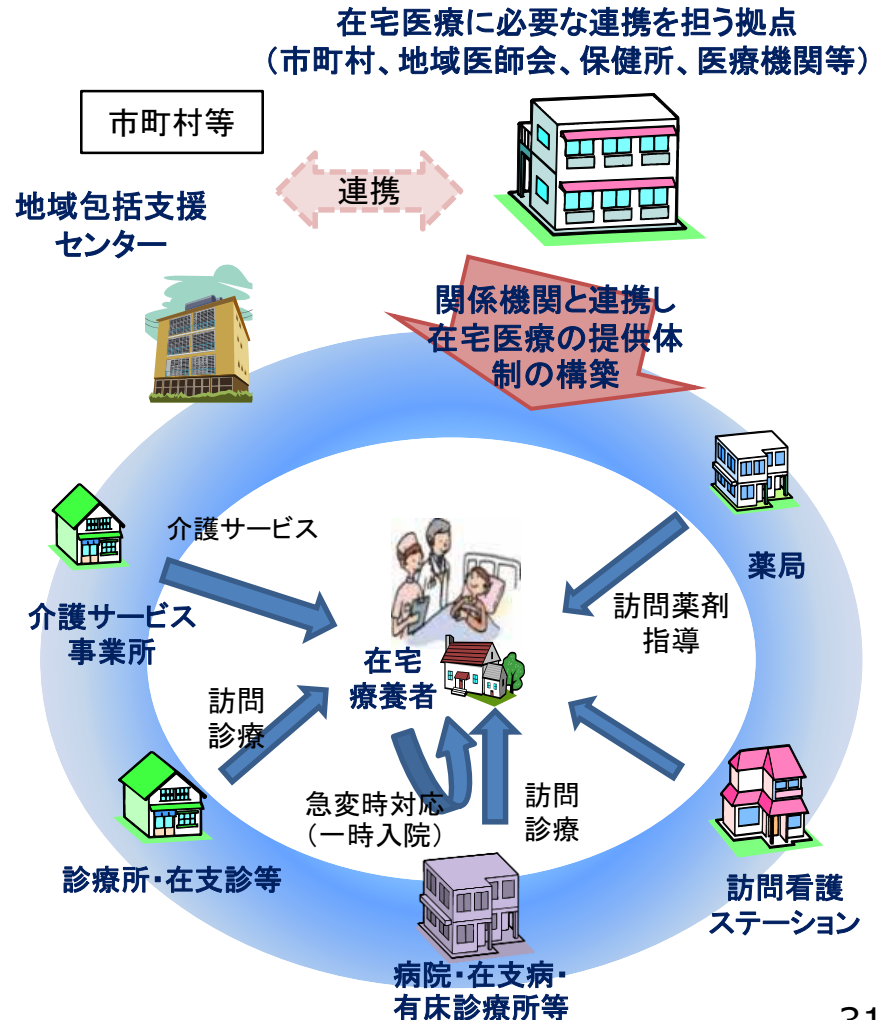 在宅医療に必要な連携を担う拠点
（市町村、地域医師会、保健所、医療機関等）
市町村等
連携
地域包括支援
センター
関係機関と連携し
在宅医療の提供体
制の構築
介護サービス
薬局
介護サービス
事業所
訪問薬剤
指導
在宅
療養者
訪問
診療
急変時対応
（一時入院）
訪問
診療
診療所・在支診等
訪問看護
ステーション
病院・在支病・
有床診療所等
31